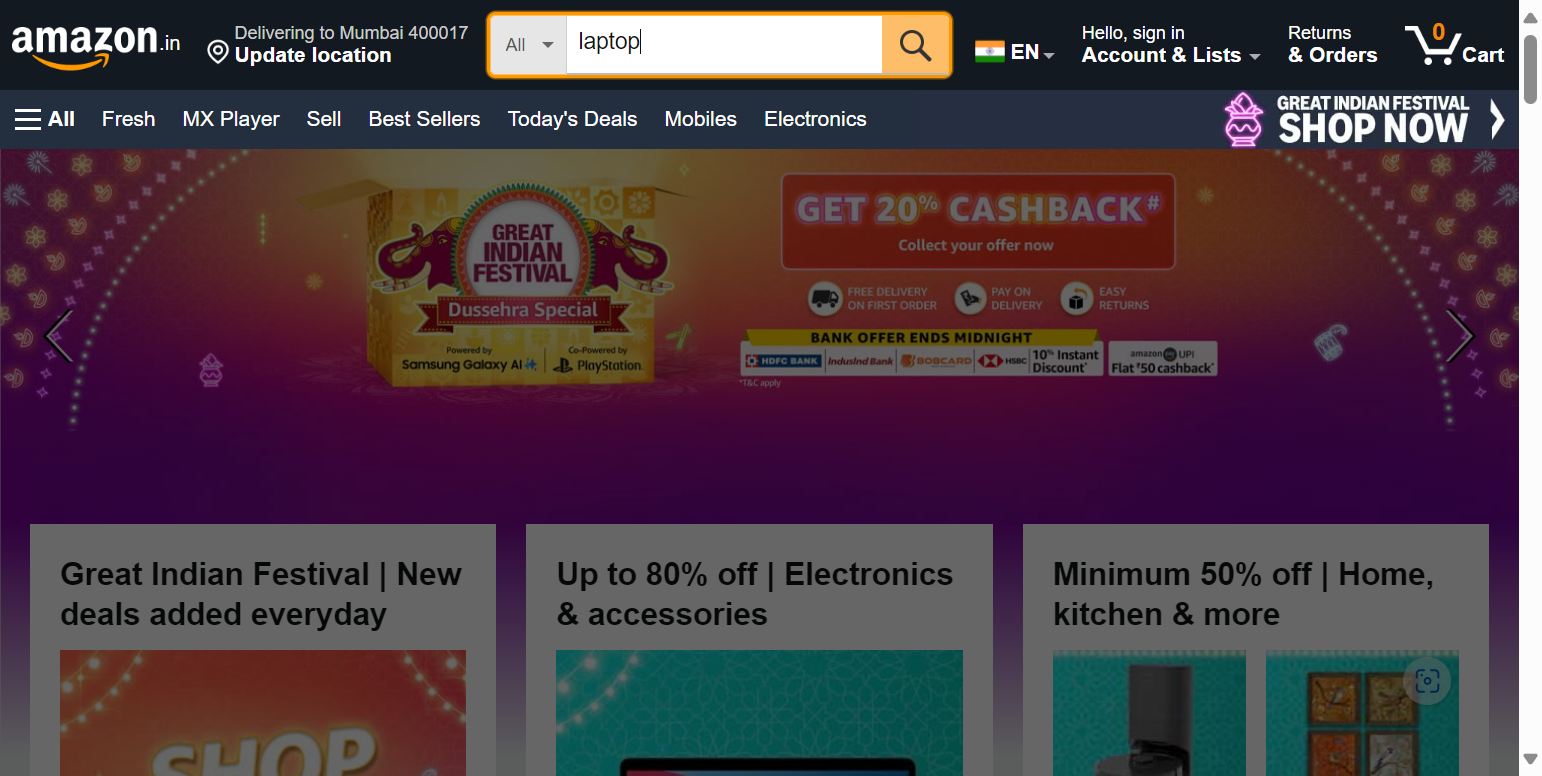 amazon.in
Delivering to Mumbai 400017
Update location
All
laptop
EN
Hello, sign in
Account & Lists
Returns
& Orders
0
Cart
All
Fresh
MX Player
Sell
Best Sellers
Today's Deals
Mobiles
Electronics
GREAT INDIAN FESTIVAL
SHOP NOW
GREAT
INDIAN
FESTIVAL
Dussehra Special
Powered by
Samsung Galaxy AI
Co-Powered by
PlayStation
GET 20% CASHBACK#
Collect your offer now
FREE DELIVERY
ON FIRST ORDER
PAY ON
DELIVERY
EASY
RETURNS
BANK OFFER ENDS MIDNIGHT
HDFC BANK
IndusInd Bank
BOBCARD
HSBC
10% Instant
Discount*
amazon pay UPI
Flat ₹50 cashback*
*T&C apply
Great Indian Festival | New
deals added everyday
Up to 80% off | Electronics
& accessories
Minimum 50% off | Home,
kitchen & more
SHOP